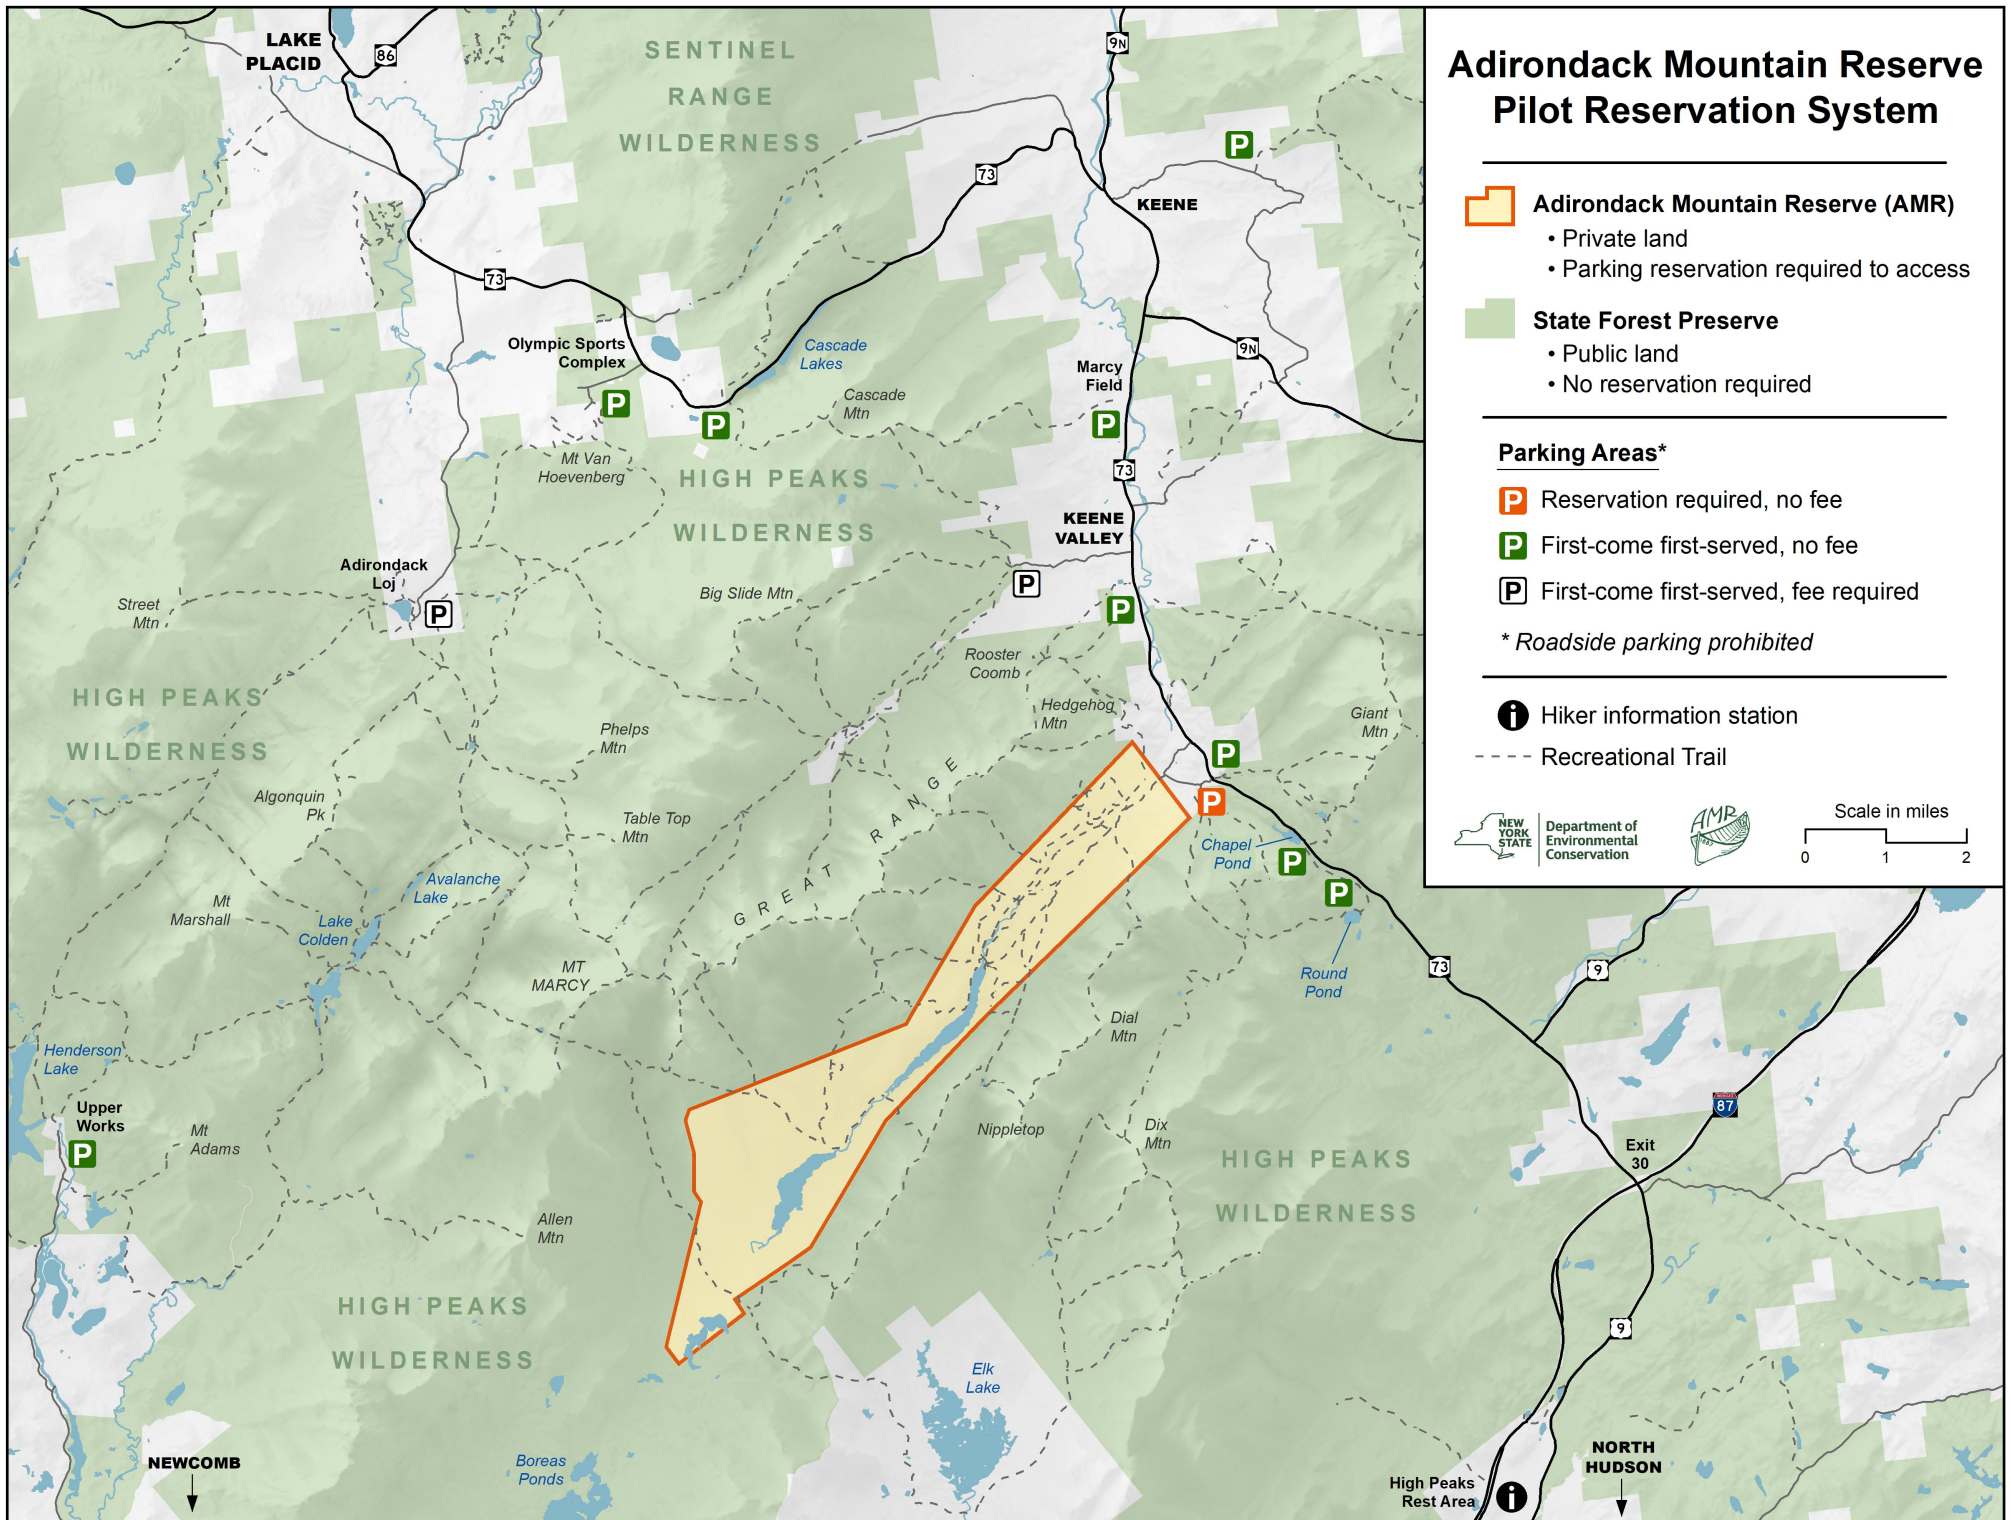 Adirondack Mountain Reserve
Pilot Reservation System
Adirondack Mountain Reserve (AMR)
• Private land
• Parking reservation required to access
State Forest Preserve
• Public land
• No reservation required
Parking Areas*
P Reservation required, no fee
P First-come first-served, no fee
P First-come first-served, fee required
* Roadside parking prohibited
i Hiker information station
Recreational Trail
NEW
YORK
STATE
Department of
Environmental
Conservation
AMR
Scale in miles
0 1 2
LAKE
PLACID
86
SENTINEL
RANGE
WILDERNESS
9N
73
P
KEENE
73
Olympic Sports
Complex
P
P
Cascade
Lakes
Cascade
Mtn
Marcy
Field
P
9N
73
Mt Van
Hoevenberg
HIGH PEAKS
WILDERNESS
KEENE
VALLEY
P
P
Adirondack
Loj
P
Street
Mtn
Big Slide Mtn
Rooster
Coomb
HIGH PEAKS
WILDERNESS
Phelps
Mtn
Hedgehog
Mtn
Giant
Mtn
P
P
Algonquin
Pk
Table Top
Mtn
GREAT RANGE
Chapel
Pond
P
P
Avalanche
Lake
Mt
Marshall
Lake
Colden
MT
MARCY
Round
Pond
73
9
Dial
Mtn
Henderson
Lake
Upper
Works
P
Mt
Adams
Nippletop
Dix
Mtn
HIGH PEAKS
WILDERNESS
87
Exit
30
Allen
Mtn
HIGH PEAKS
WILDERNESS
9
Elk
Lake
NEWCOMB
Boreas
Ponds
High Peaks
Rest Area
i
NORTH
HUDSON